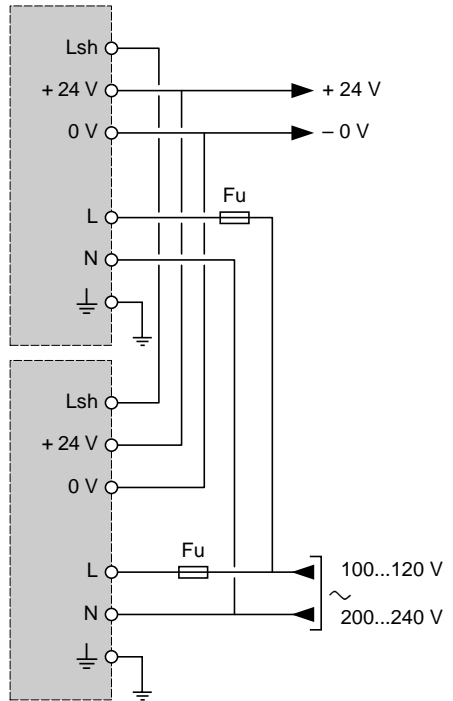 Lsh
+ 24 V
+ 24 V
0 V
– 0 V
Fu
L
N
Lsh
+ 24 V
0 V
Fu
L
100...120 V
N
~
200...240 V